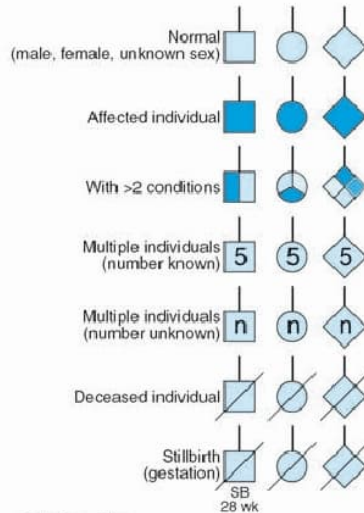 Normal
(male, female, unknown sex)
Affected individual
With >2 conditions
Multiple individuals
(number known)
5 5 5
Multiple individuals
(number unknown)
n n n
Deceased individual
Stillbirth
(gestation)
SB
28 wk